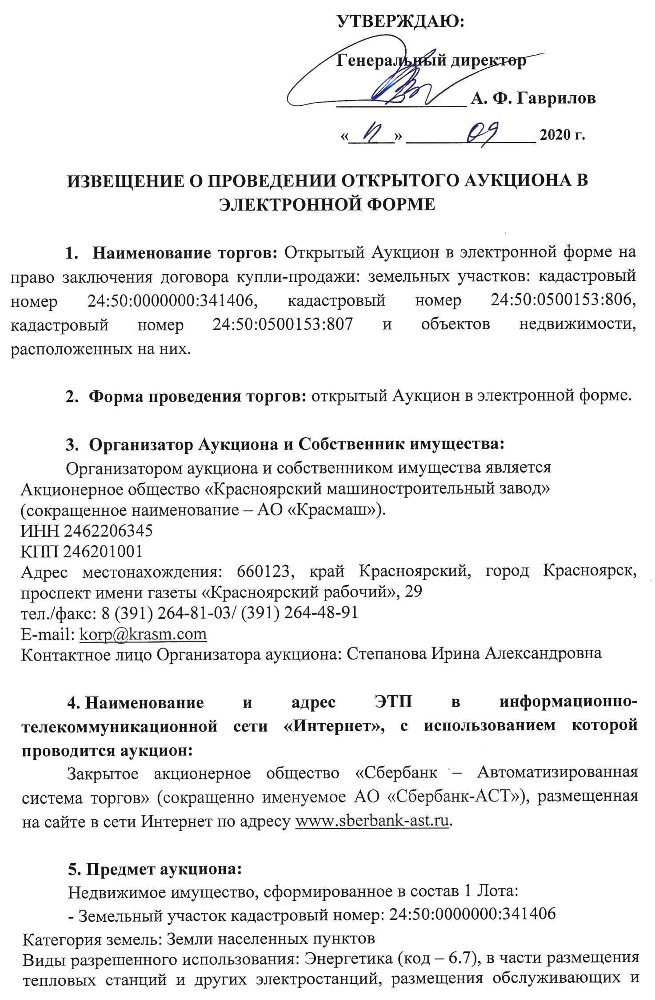 УТВЕРЖДАЮ:
Генеральный директор
А. Ф. Гаврилов
« » 09 2020 г.
ИЗВЕЩЕНИЕ О ПРОВЕДЕНИИ ОТКРЫТОГО АУКЦИОНА В
ЭЛЕКТРОННОЙ ФОРМЕ
1. Наименование торгов: Открытый Аукцион в электронной форме на
право заключения договора купли-продажи: земельных участков: кадастровый
номер 24:50:0000000:341406, кадастровый номер 24:50:0500153:806,
кадастровый номер 24:50:0500153:807 и объектов недвижимости,
расположенных на них.
2. Форма проведения торгов: открытый Аукцион в электронной форме.
3. Организатор Аукциона и Собственник имущества:
Организатором аукциона и собственником имущества является
Акционерное общество «Красноярский машиностроительный завод»
(сокращенное наименование – АО «Красмаш»).
ИНН 2462206345
КПП 246201001
Адрес местонахождения: 660123, край Красноярский, город Красноярск,
проспект имени газеты «Красноярский рабочий», 29
тел./факс: 8 (391) 264-81-03/ (391) 264-48-91
E-mail: korp@krasm.com
Контактное лицо Организатора аукциона: Степанова Ирина Александровна
4. Наименование и адрес ЭТП в информационно-
телекоммуникационной сети «Интернет», с использованием которой
проводится аукцион:
Закрытое акционерное общество «Сбербанк – Автоматизированная
система торгов» (сокращенно именуемое АО «Сбербанк-АСТ»), размещенная
на сайте в сети Интернет по адресу www.sberbank-ast.ru.
5. Предмет аукциона:
Недвижимое имущество, сформированное в состав 1 Лота:
- Земельный участок кадастровый номер: 24:50:0000000:341406
Категория земель: Земли населенных пунктов
Виды разрешенного использования: Энергетика (код – 6.7), в части размещения
тепловых станций и других электростанций, размещения обслуживающих и